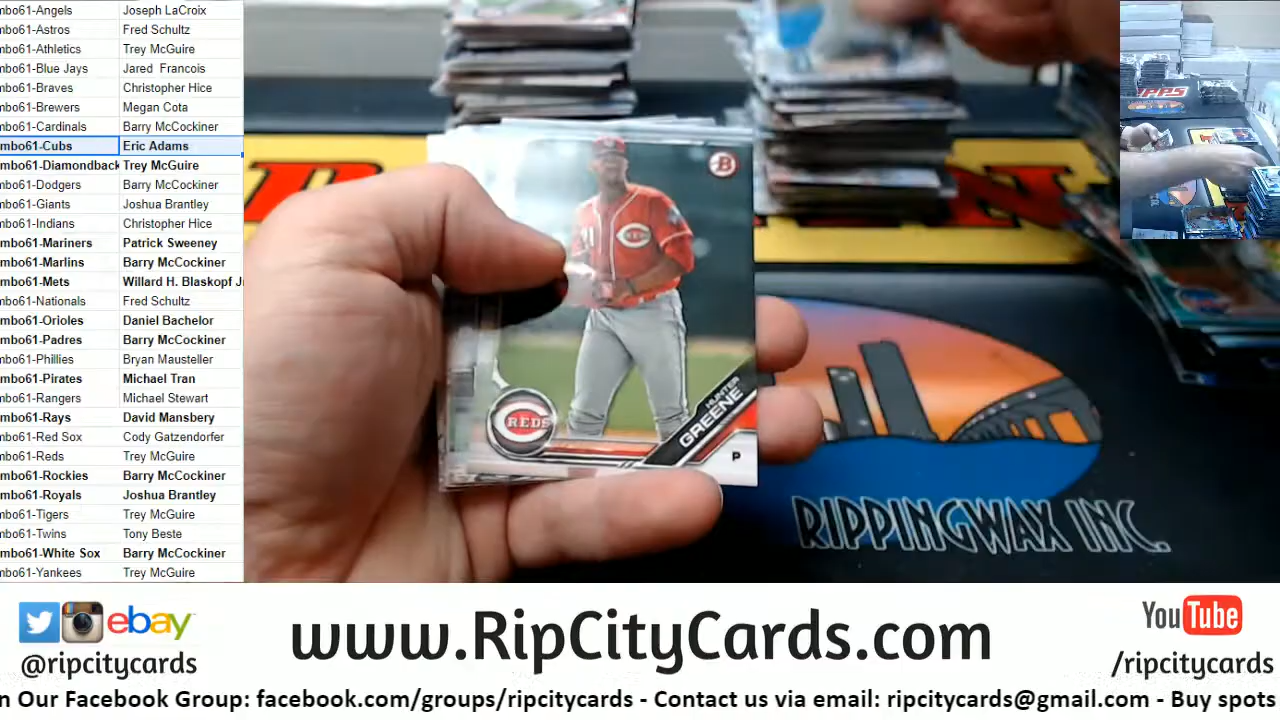 mbo61-Angels Joseph LaCroix
mbo61-Astros Fred Schultz
mbo61-Athletics Trey McGuire
mbo61-Blue Jays Jared Francois
mbo61-Braves Christopher Hice
mbo61-Brewers Megan Cota
mbo61-Cardinals Barry McCockiner
mbo61-Cubs Eric Adams
mbo61-Diamondback Trey McGuire
mbo61-Dodgers Barry McCockiner
mbo61-Giants Joshua Brantley
mbo61-Indians Christopher Hice
mbo61-Mariners Patrick Sweeney
mbo61-Marlins Barry McCockiner
mbo61-Mets Willard H. Blaskopf J
mbo61-Nationals Fred Schultz
mbo61-Orioles Daniel Bachelor
mbo61-Padres Barry McCockiner
mbo61-Phillies Bryan Mausteller
mbo61-Pirates Michael Tran
mbo61-Rangers Michael Stewart
mbo61-Rays David Mansbery
mbo61-Red Sox Cody Gatzendorfer
mbo61-Reds Trey McGuire
mbo61-Rockies Barry McCockiner
mbo61-Royals Joshua Brantley
mbo61-Tigers Trey McGuire
mbo61-Twins Tony Beste
mbo61-White Sox Barry McCockiner
mbo61-Yankees Trey McGuire
B
REDS
REDS
HUNTER
GREENE
P
RIPPINGWAX INC.
ebay
@ripcitycards
www.RipCityCards.com
YouTube
/ripcitycards
n Our Facebook Group: facebook.com/groups/ripcitycards - Contact us via email: ripcitycards@gmail.com - Buy spots